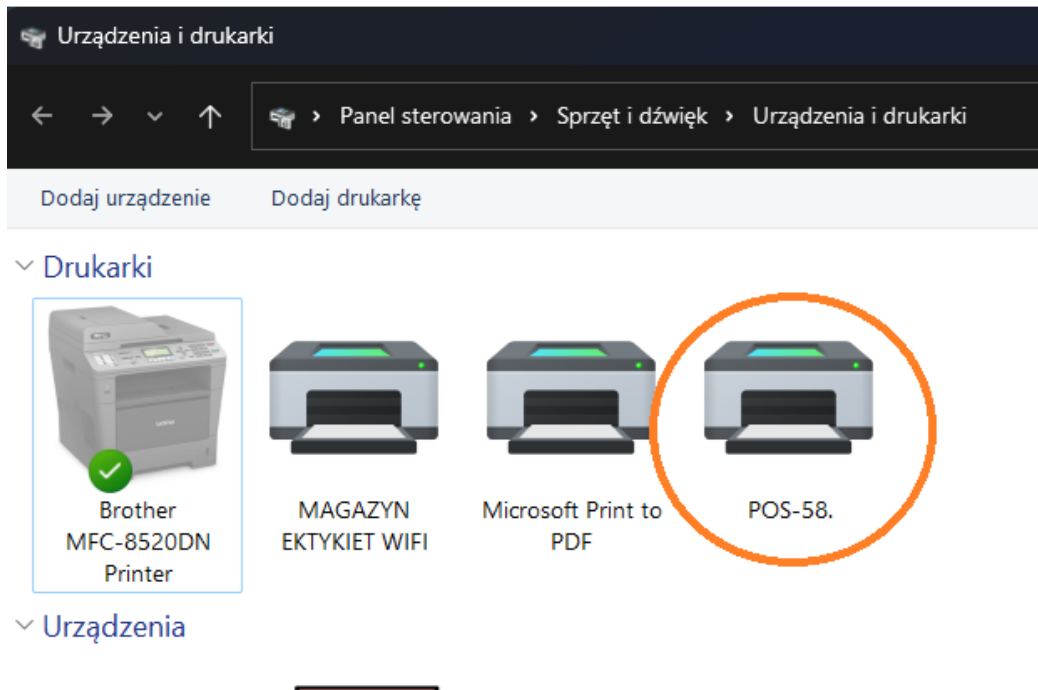 Urządzenia i drukarki
Panel sterowania › Sprzęt i dźwięk › Urządzenia i drukarki
Dodaj urządzenie Dodaj drukarkę
Drukarki
Brother
MFC-8520DN
Printer
MAGAZYN
EKTYKIET WIFI
Microsoft Print to
PDF
POS-58.
Urządzenia